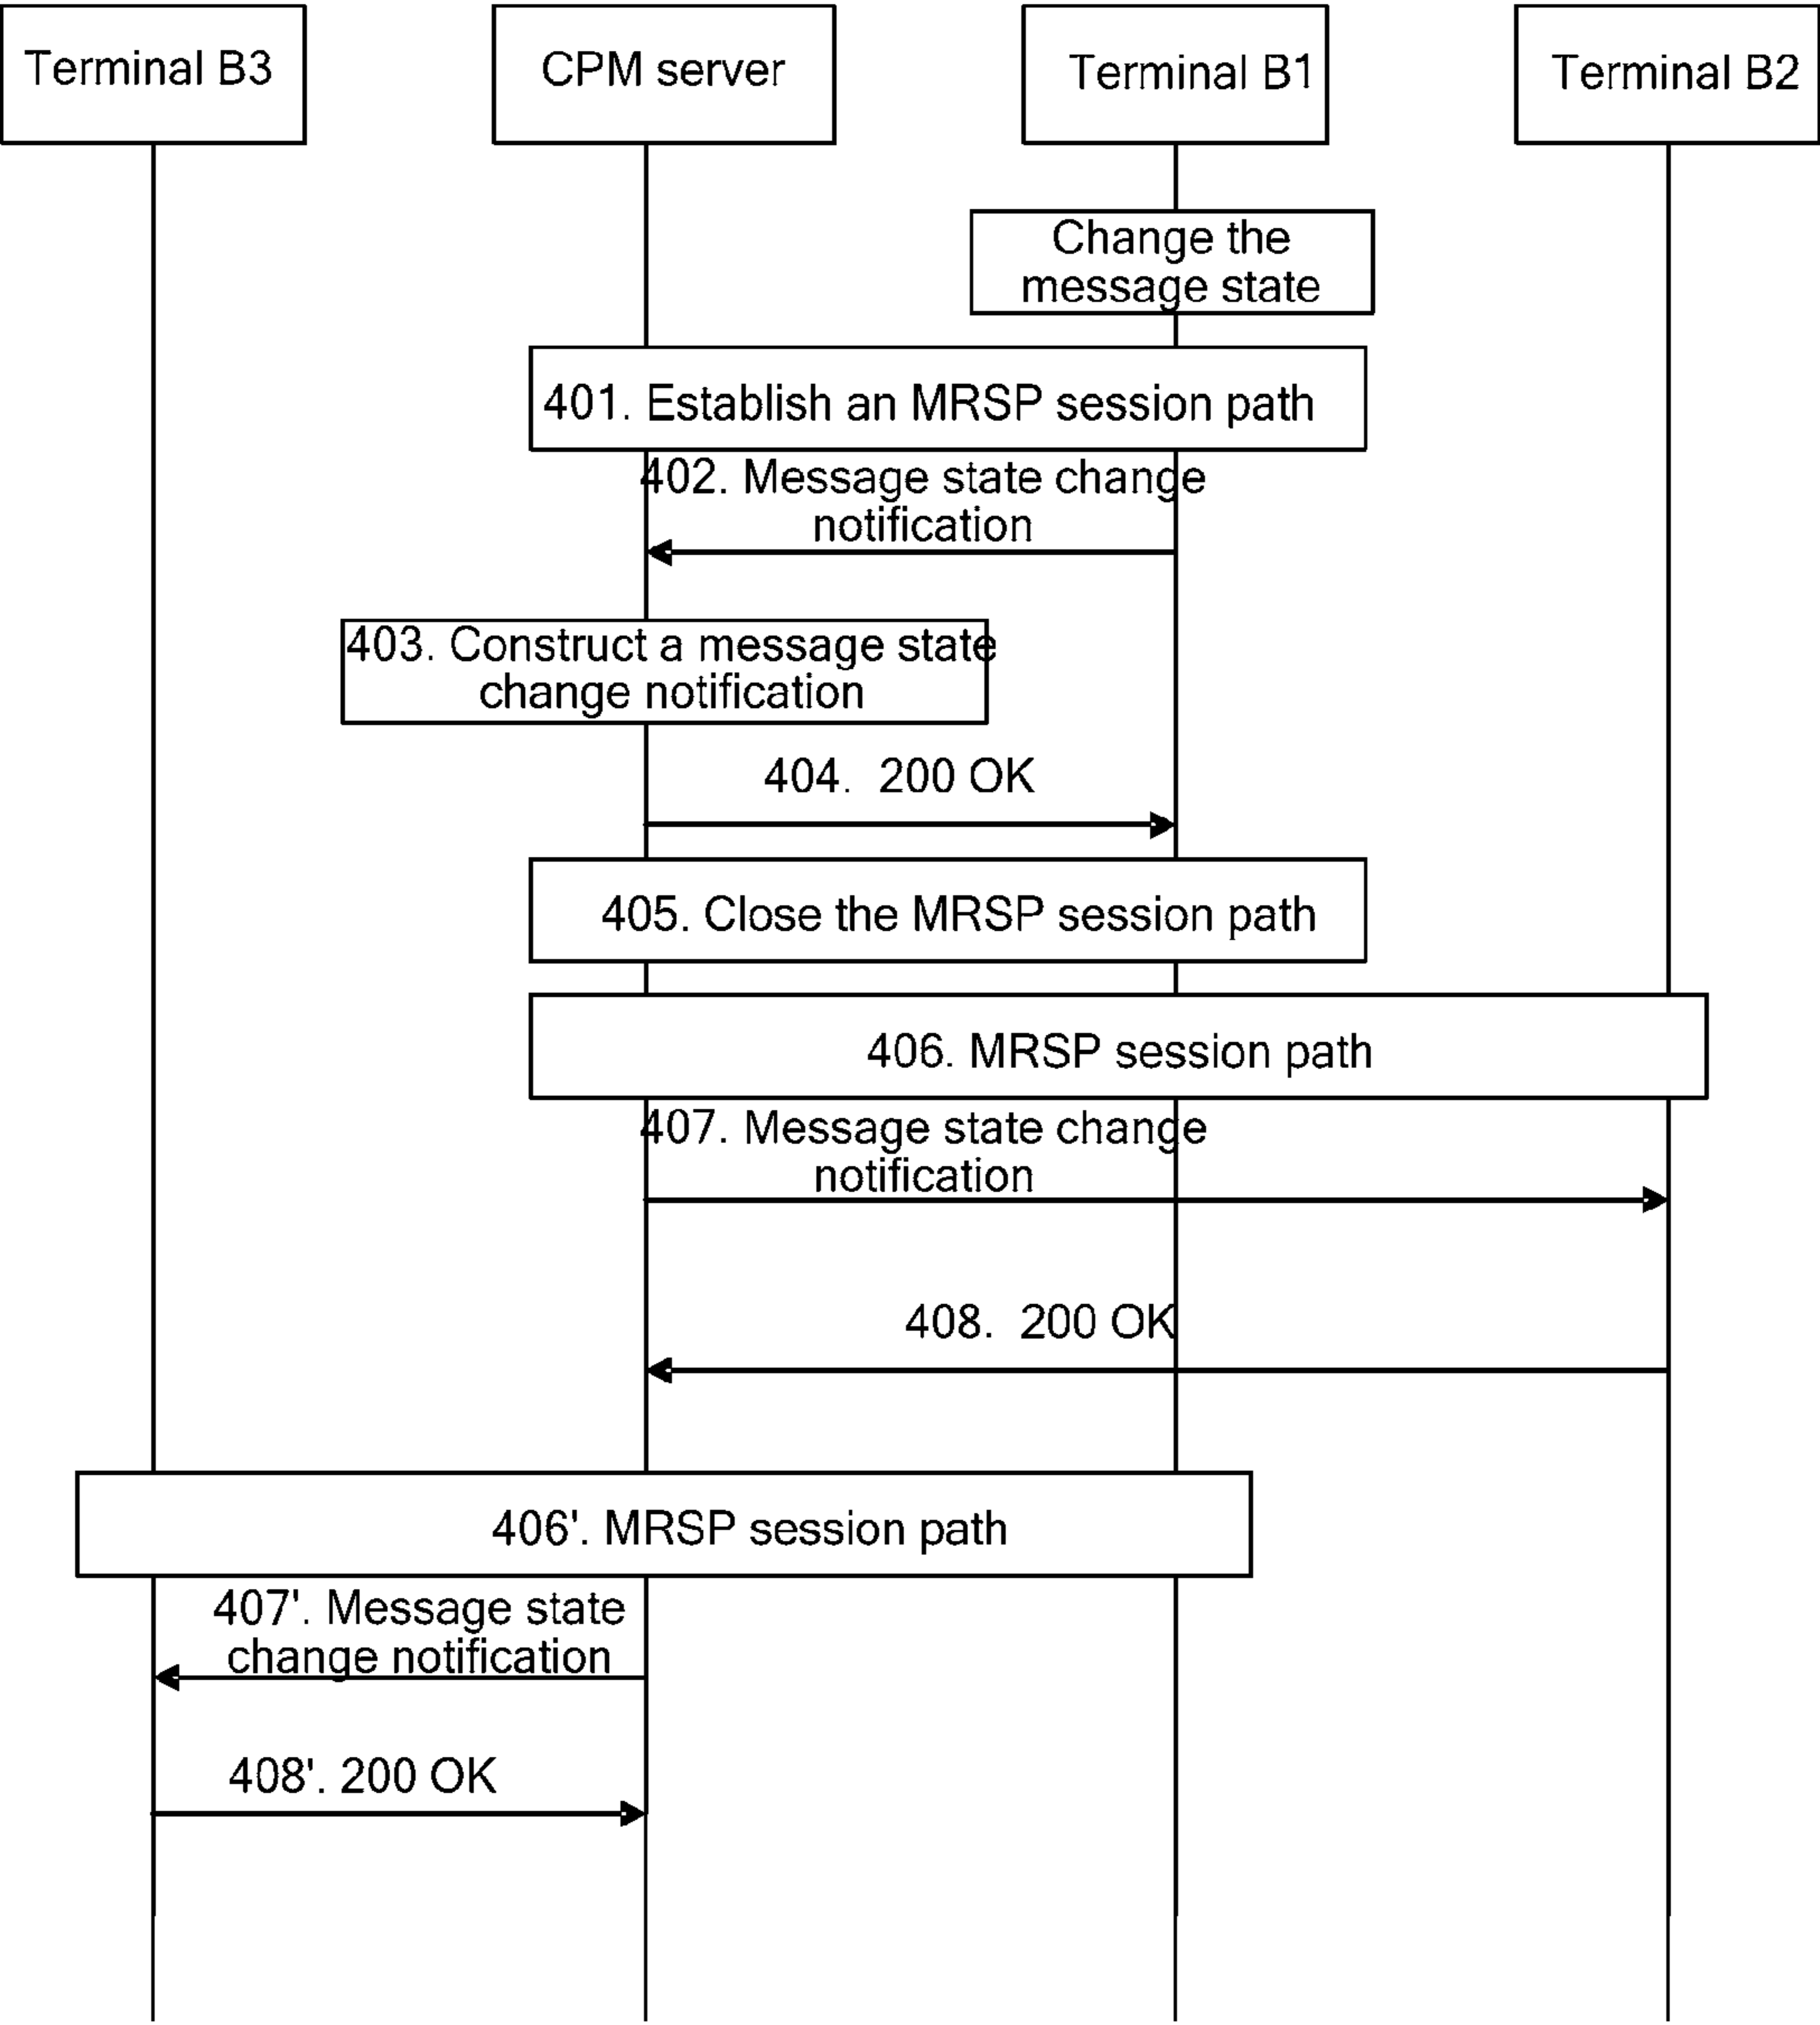 Terminal B3
CPM server
Terminal B1
Terminal B2
Change the
message state
401. Establish an MRSP session path
402. Message state change
notification
403. Construct a message state
change notification
404.  200 OK
405. Close the MRSP session path
406. MRSP session path
407. Message state change
notification
408.  200 OK
406'. MRSP session path
407'. Message state
change notification
408'. 200 OK